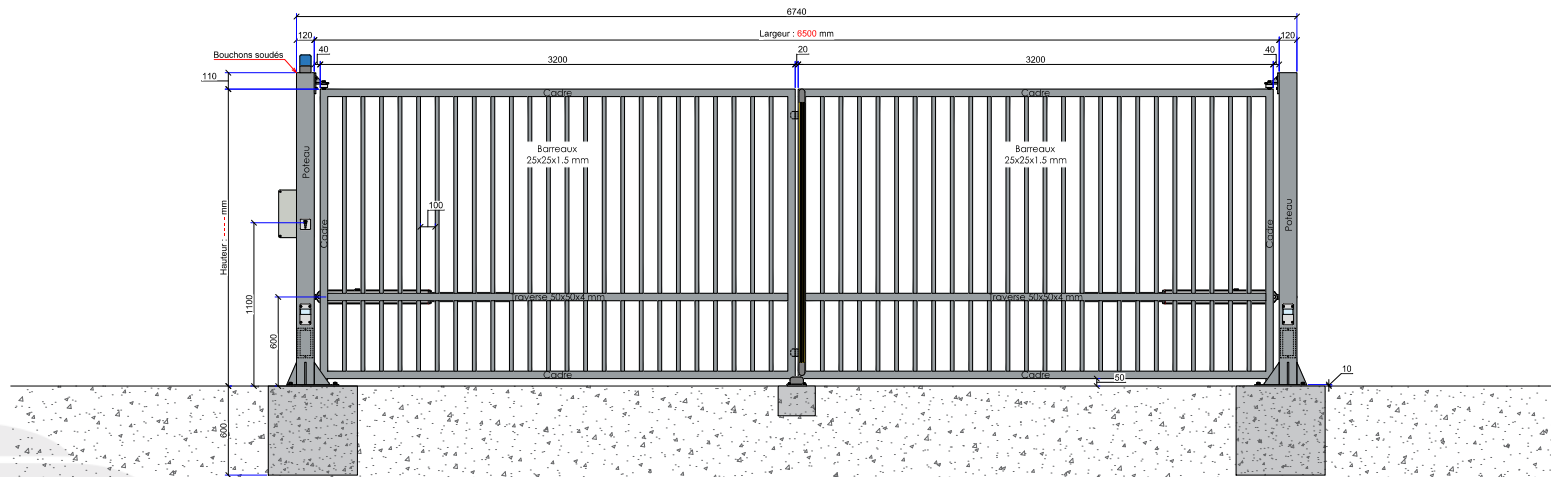 6740
120
Largeur : 6500 mm
120
Bouchons soudés
40
3200
20
3200
40
110
Cadre
Cadre
Poteau
Barreaux
25x25x1.5 mm
Barreaux
25x25x1.5 mm
Poteau
100
Hauteur : ---- mm
Cadre
Cadre
1100
600
Traverse 50x50x4 mm
Traverse 50x50x4 mm
Cadre
Cadre
50
10
600